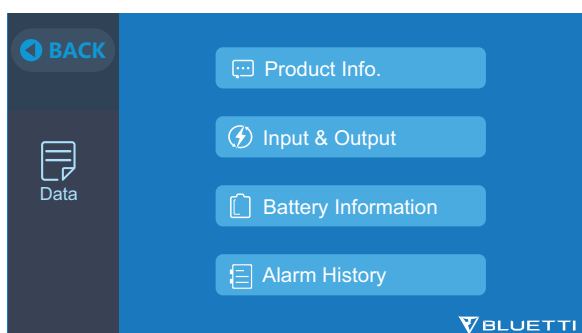 BACK
Data
Product Info.
Input & Output
Battery Information
Alarm History
BLUETTI